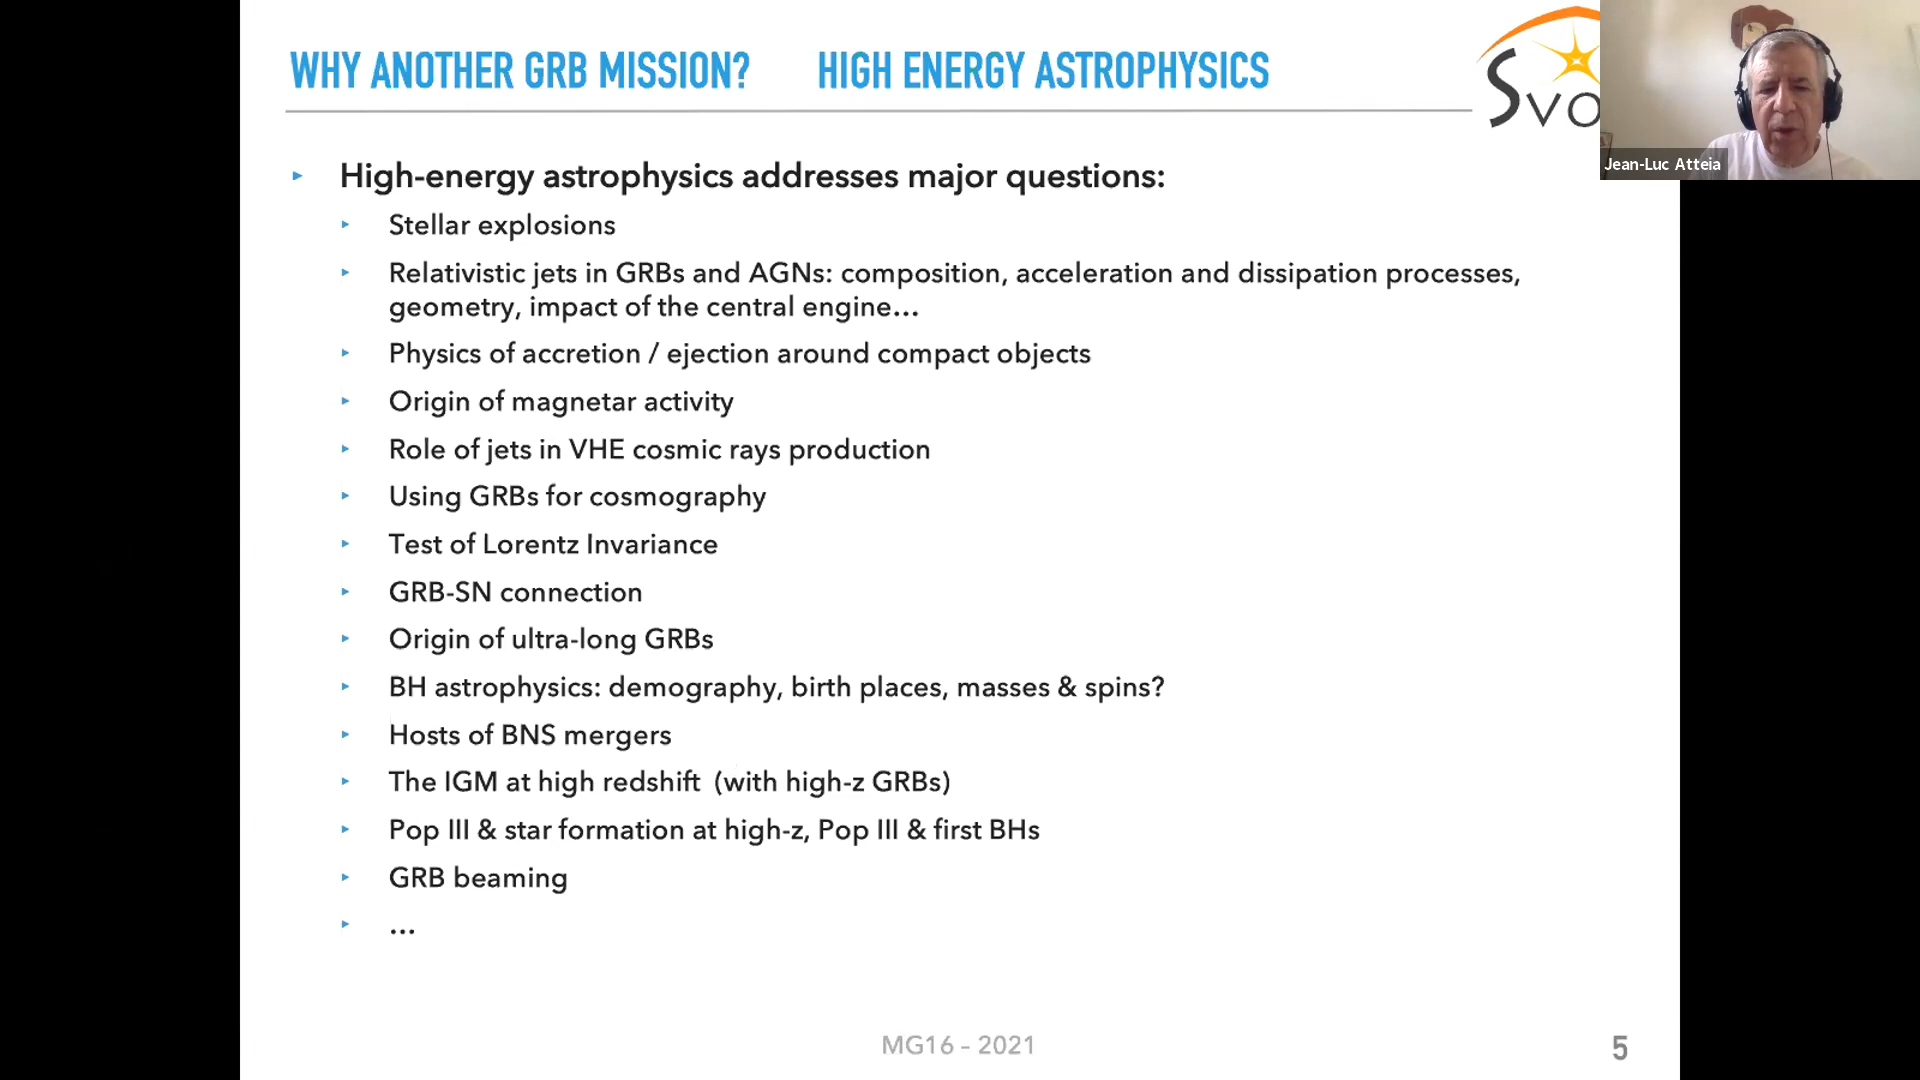 WHY ANOTHER GRB MISSION? HIGH ENERGY ASTROPHYSICS
SVO
Jean-Luc Atteia
High-energy astrophysics addresses major questions:
Stellar explosions
Relativistic jets in GRBs and AGNs: composition, acceleration and dissipation processes,
geometry, impact of the central engine...
Physics of accretion / ejection around compact objects
Origin of magnetar activity
Role of jets in VHE cosmic rays production
Using GRBs for cosmography
Test of Lorentz Invariance
GRB-SN connection
Origin of ultra-long GRBs
BH astrophysics: demography, birth places, masses & spins?
Hosts of BNS mergers
The IGM at high redshift (with high-z GRBs)
Pop III & star formation at high-z, Pop III & first BHs
GRB beaming
...
MG16 - 2021
5